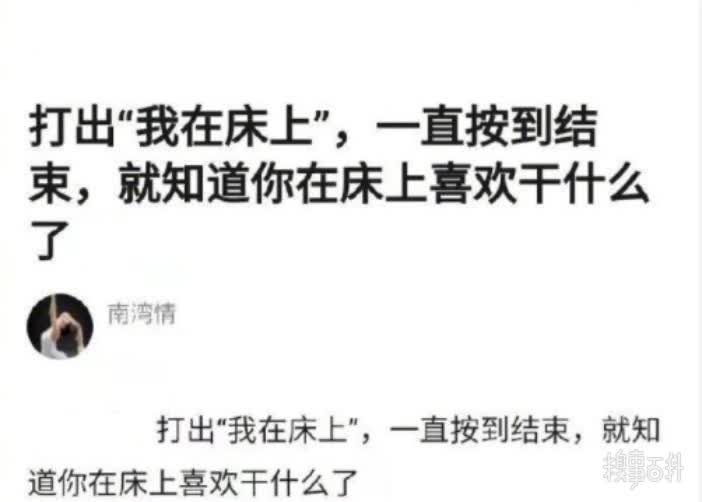 打出“我在床上”，一直按到结
束，就知道你在床上喜欢干什么
了
南湾情
打出“我在床上”，一直按到结束，就知
道你在床上喜欢干什么了
糗事百科